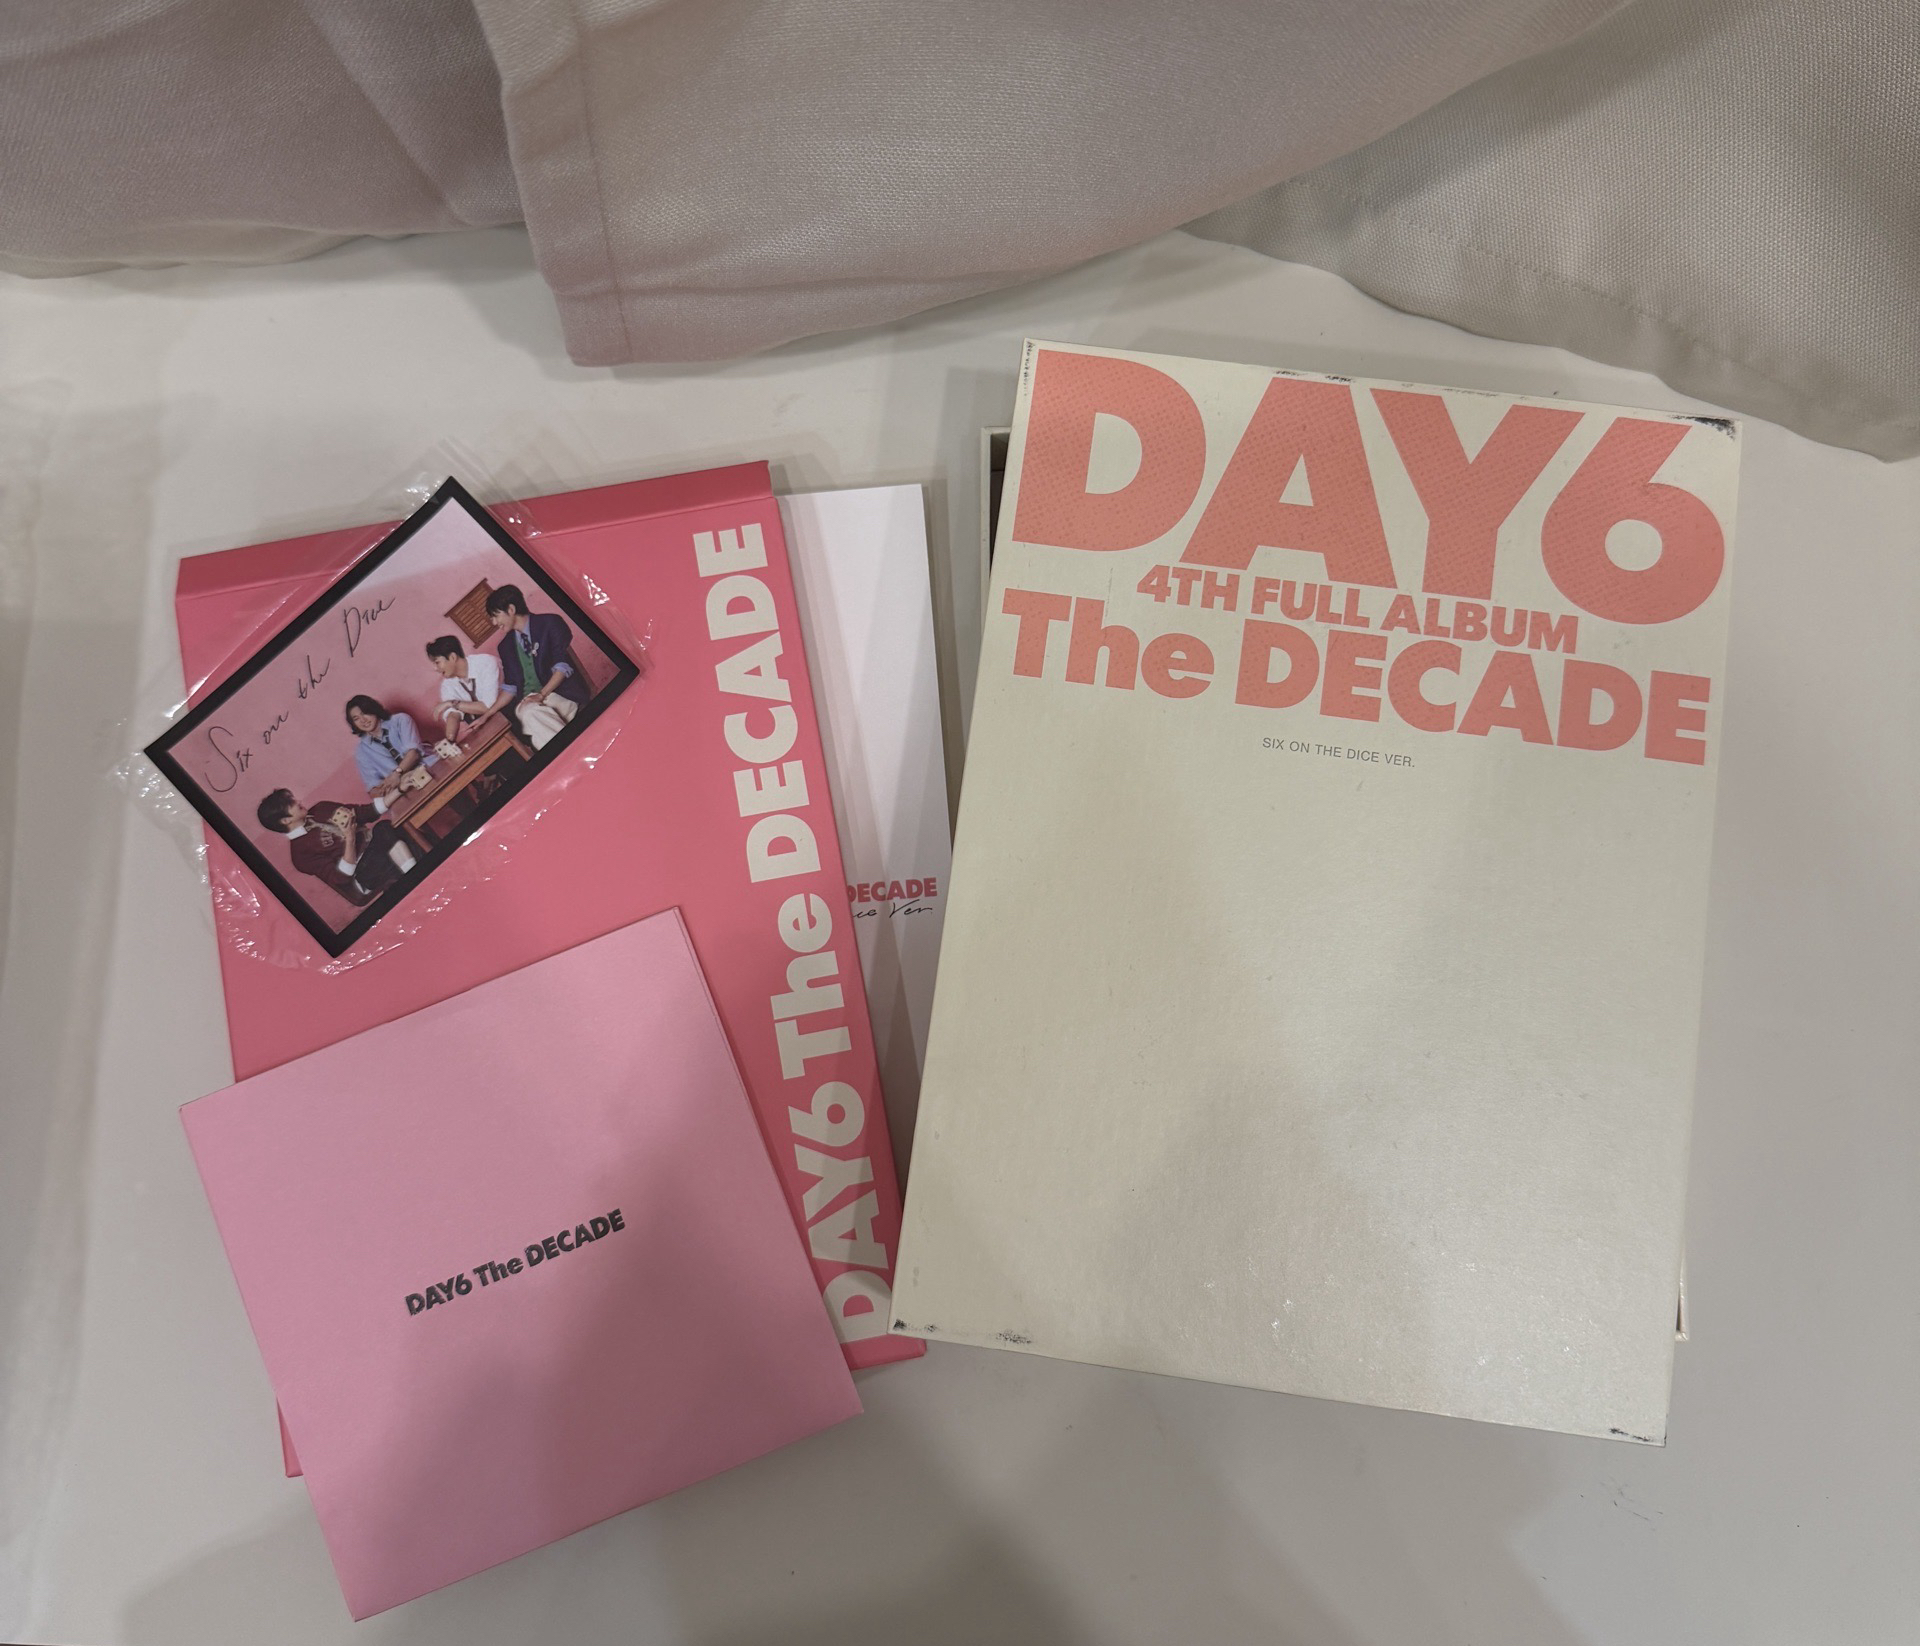 Six on the Dice
DAY6 The DECADE
DECADE
Ver.
DAY6 The DECADE
DAY6
4TH FULL ALBUM
The DECADE
SIX ON THE DICE VER.